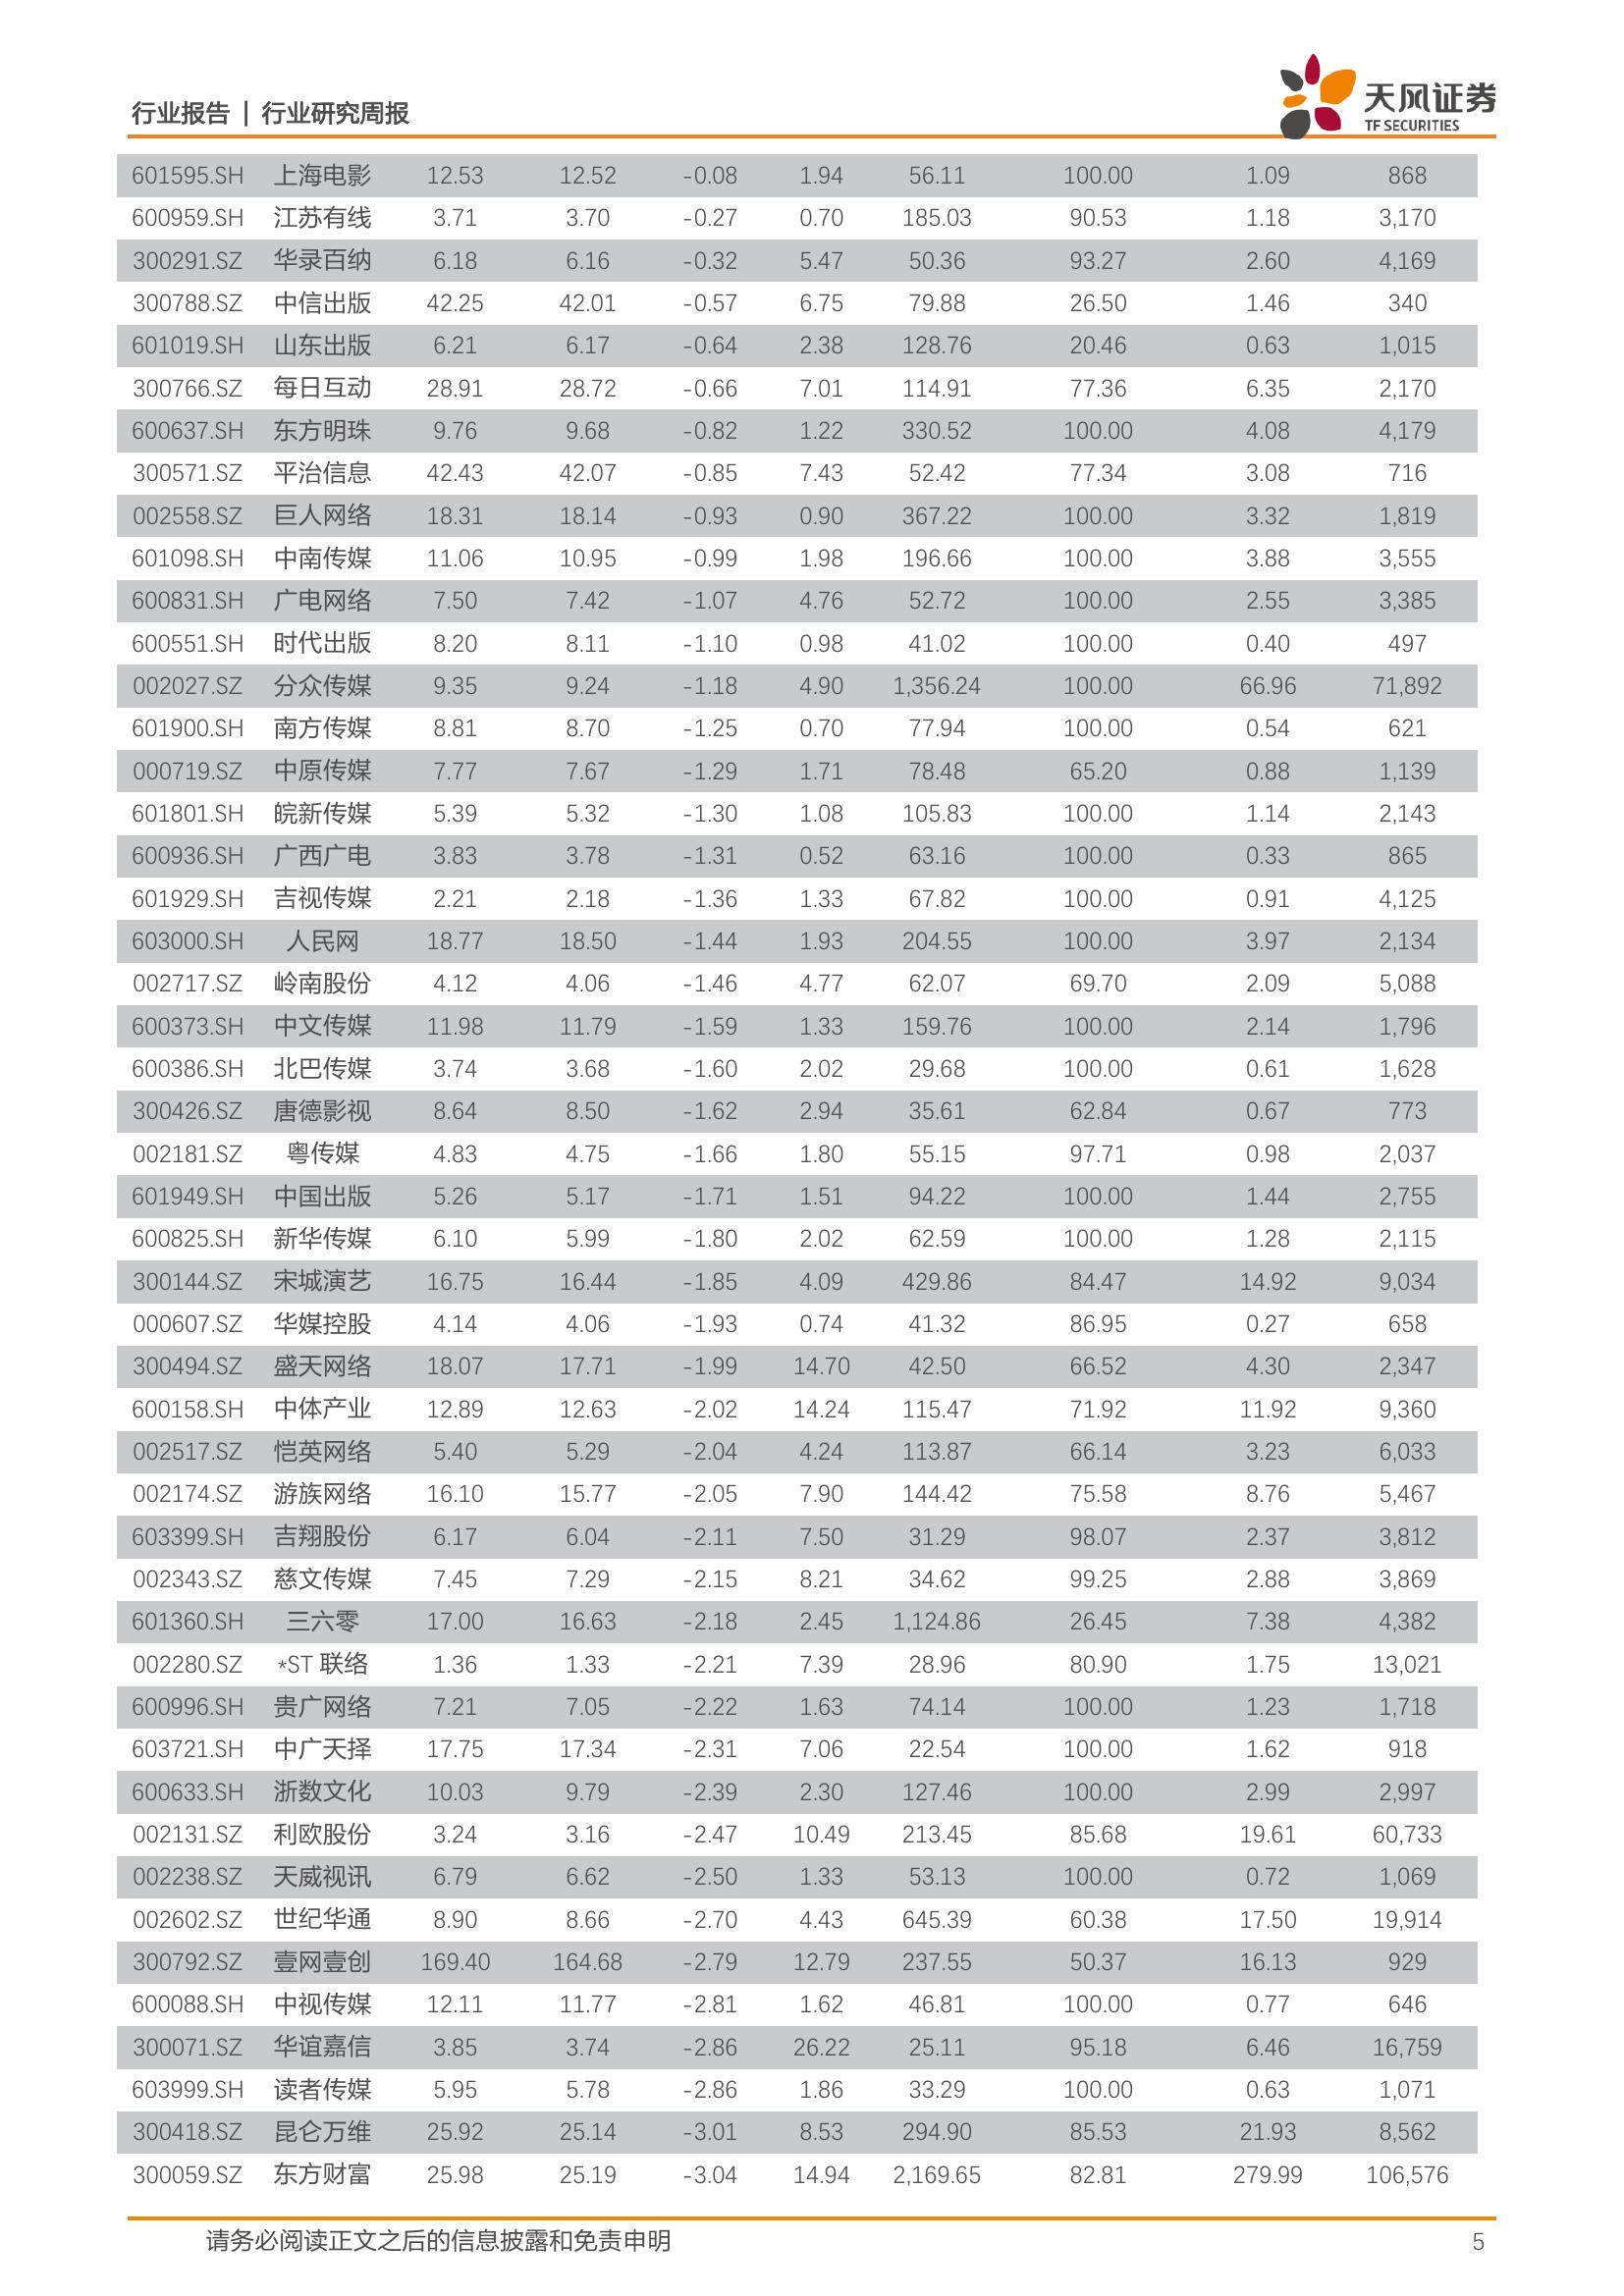 行业报告 | 行业研究周报
天风证券
TF SECURITIES
601595.SH 上海电影 12.53 12.52 -0.08 1.94 56.11 100.00 1.09 868
600959.SH 江苏有线 3.71 3.70 -0.27 0.70 185.03 90.53 1.18 3,170
300291.SZ 华录百纳 6.18 6.16 -0.32 5.47 50.36 93.27 2.60 4,169
300788.SZ 中信出版 42.25 42.01 -0.57 6.75 79.88 26.50 1.46 340
601019.SH 山东出版 6.21 6.17 -0.64 2.38 128.76 20.46 0.63 1,015
300766.SZ 每日互动 28.91 28.72 -0.66 7.01 114.91 77.36 6.35 2,170
600637.SH 东方明珠 9.76 9.68 -0.82 1.22 330.52 100.00 4.08 4,179
300571.SZ 平治信息 42.43 42.07 -0.85 7.43 52.42 77.34 3.08 716
002558.SZ 巨人网络 18.31 18.14 -0.93 0.90 367.22 100.00 3.32 1,819
601098.SH 中南传媒 11.06 10.95 -0.99 1.98 196.66 100.00 3.88 3,555
600831.SH 广电网络 7.50 7.42 -1.07 4.76 52.72 100.00 2.55 3,385
600551.SH 时代出版 8.20 8.11 -1.10 0.98 41.02 100.00 0.40 497
002027.SZ 分众传媒 9.35 9.24 -1.18 4.90 1,356.24 100.00 66.96 71,892
601900.SH 南方传媒 8.81 8.70 -1.25 0.70 77.94 100.00 0.54 621
000719.SZ 中原传媒 7.77 7.67 -1.29 1.71 78.48 65.20 0.88 1,139
601801.SH 皖新传媒 5.39 5.32 -1.30 1.08 105.83 100.00 1.14 2,143
600936.SH 广西广电 3.83 3.78 -1.31 0.52 63.16 100.00 0.33 865
601929.SH 吉视传媒 2.21 2.18 -1.36 1.33 67.82 100.00 0.91 4,125
603000.SH 人民网 18.77 18.50 -1.44 1.93 204.55 100.00 3.97 2,134
002717.SZ 岭南股份 4.12 4.06 -1.46 4.77 62.07 69.70 2.09 5,088
600373.SH 中文传媒 11.98 11.79 -1.59 1.33 159.76 100.00 2.14 1,796
600386.SH 北巴传媒 3.74 3.68 -1.60 2.02 29.68 100.00 0.61 1,628
300426.SZ 唐德影视 8.64 8.50 -1.62 2.94 35.61 62.84 0.67 773
002181.SZ 粤传媒 4.83 4.75 -1.66 1.80 55.15 97.71 0.98 2,037
601949.SH 中国出版 5.26 5.17 -1.71 1.51 94.22 100.00 1.44 2,755
600825.SH 新华传媒 6.10 5.99 -1.80 2.02 62.59 100.00 1.28 2,115
300144.SZ 宋城演艺 16.75 16.44 -1.85 4.09 429.86 84.47 14.92 9,034
000607.SZ 华媒控股 4.14 4.06 -1.93 0.74 41.32 86.95 0.27 658
300494.SZ 盛天网络 18.07 17.71 -1.99 14.70 42.50 66.52 4.30 2,347
600158.SH 中体产业 12.89 12.63 -2.02 14.24 115.47 71.92 11.92 9,360
002517.SZ 恺英网络 5.40 5.29 -2.04 4.24 113.87 66.14 3.23 6,033
002174.SZ 游族网络 16.10 15.77 -2.05 7.90 144.42 75.58 8.76 5,467
603399.SH 吉翔股份 6.17 6.04 -2.11 7.50 31.29 98.07 2.37 3,812
002343.SZ 慈文传媒 7.45 7.29 -2.15 8.21 34.62 99.25 2.88 3,869
601360.SH 三六零 17.00 16.63 -2.18 2.45 1,124.86 26.45 7.38 4,382
002280.SZ *ST 联络 1.36 1.33 -2.21 7.39 28.96 80.90 1.75 13,021
600996.SH 贵广网络 7.21 7.05 -2.22 1.63 74.14 100.00 1.23 1,718
603721.SH 中广天择 17.75 17.34 -2.31 7.06 22.54 100.00 1.62 918
600633.SH 浙数文化 10.03 9.79 -2.39 2.30 127.46 100.00 2.99 2,997
002131.SZ 利欧股份 3.24 3.16 -2.47 10.49 213.45 85.68 19.61 60,733
002238.SZ 天威视讯 6.79 6.62 -2.50 1.33 53.13 100.00 0.72 1,069
002602.SZ 世纪华通 8.90 8.66 -2.70 4.43 645.39 60.38 17.50 19,914
300792.SZ 壹网壹创 169.40 164.68 -2.79 12.79 237.55 50.37 16.13 929
600088.SH 中视传媒 12.11 11.77 -2.81 1.62 46.81 100.00 0.77 646
300071.SZ 华谊嘉信 3.85 3.74 -2.86 26.22 25.11 95.18 6.46 16,759
603999.SH 读者传媒 5.95 5.78 -2.86 1.86 33.29 100.00 0.63 1,071
300418.SZ 昆仑万维 25.92 25.14 -3.01 8.53 294.90 85.53 21.93 8,562
300059.SZ 东方财富 25.98 25.19 -3.04 14.94 2,169.65 82.81 279.99 106,576
请务必阅读正文之后的信息披露和免责申明 5